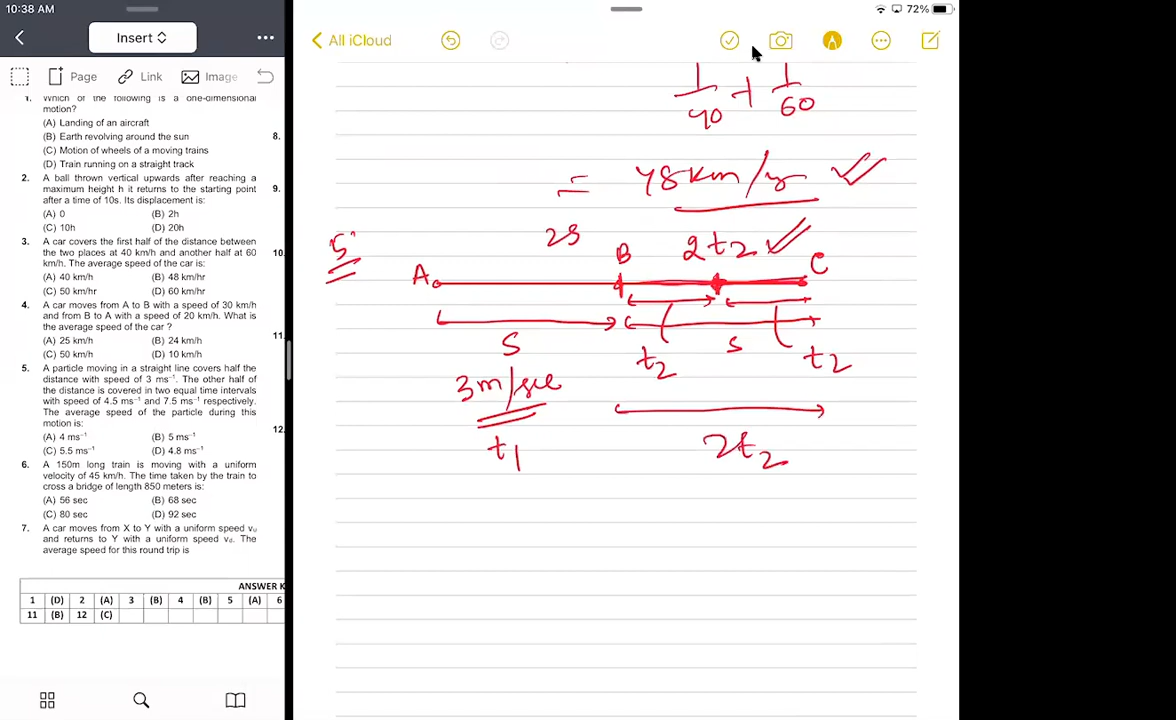 10:38 AM
72%
Insert
All iCloud
Page
Link
Image
1. Which of the following is a one-dimensional
motion?
(A) Landing of an aircraft
(B) Earth revolving around the sun
(C) Motion of wheels of a moving trains
(D) Train running on a straight track
2. A ball thrown vertical upwards after reaching a
maximum height h it returns to the starting point
after a time of 10s. Its displacement is:
(A) 0 (B) 2h
(C) 10h (D) 20h
3. A car covers the first half of the distance between
the two places at 40 km/h and another half at 60
km/h. The average speed of the car is:
(A) 40 km/h (B) 48 km/hr
(C) 50 km/hr (D) 60 km/hr
4. A car moves from A to B with a speed of 30 km/h
and from B to A with a speed of 20 km/h. What is
the average speed of the car ?
(A) 25 km/h (B) 24 km/h
(C) 50 km/h (D) 10 km/h
5. A particle moving in a straight line covers half the
distance with speed of 3 ms⁻¹. The other half of
the distance is covered in two equal time intervals
with speed of 4.5 ms⁻¹ and 7.5 ms⁻¹ respectively.
The average speed of the particle during this
motion is:
(A) 4 ms⁻¹ (B) 5 ms⁻¹
(C) 5.5 ms⁻¹ (D) 4.8 ms⁻¹
6. A 150m long train is moving with a uniform
velocity of 45 km/h. The time taken by the train to
cross a bridge of length 850 meters is:
(A) 56 sec (B) 68 sec
(C) 80 sec (D) 92 sec
7. A car moves from X to Y with a uniform speed vᵤ
and returns to Y with a uniform speed v_d. The
average speed for this round trip is
8.
9.
10.
11.
12.
ANSWER K
1 (D) 2 (A) 3 (B) 4 (B) 5 (A) 6
11 (B) 12 (C)
1/40 + 1/60
= 48 km/
2S
5
A B 2t2 C
S t2 S t2
3m/sec
t1 2t2